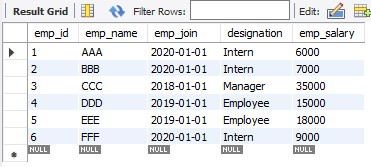 Result Grid Filter Rows: Edit:
emp_id emp_name emp_join designation emp_salary
1 AAA 2020-01-01 Intern 6000
2 BBB 2020-01-01 Intern 7000
3 CCC 2018-01-01 Manager 35000
4 DDD 2019-01-01 Employee 15000
5 EEE 2019-01-01 Employee 18000
6 FFF 2020-01-01 Intern 9000
NULL NULL NULL NULL NULL